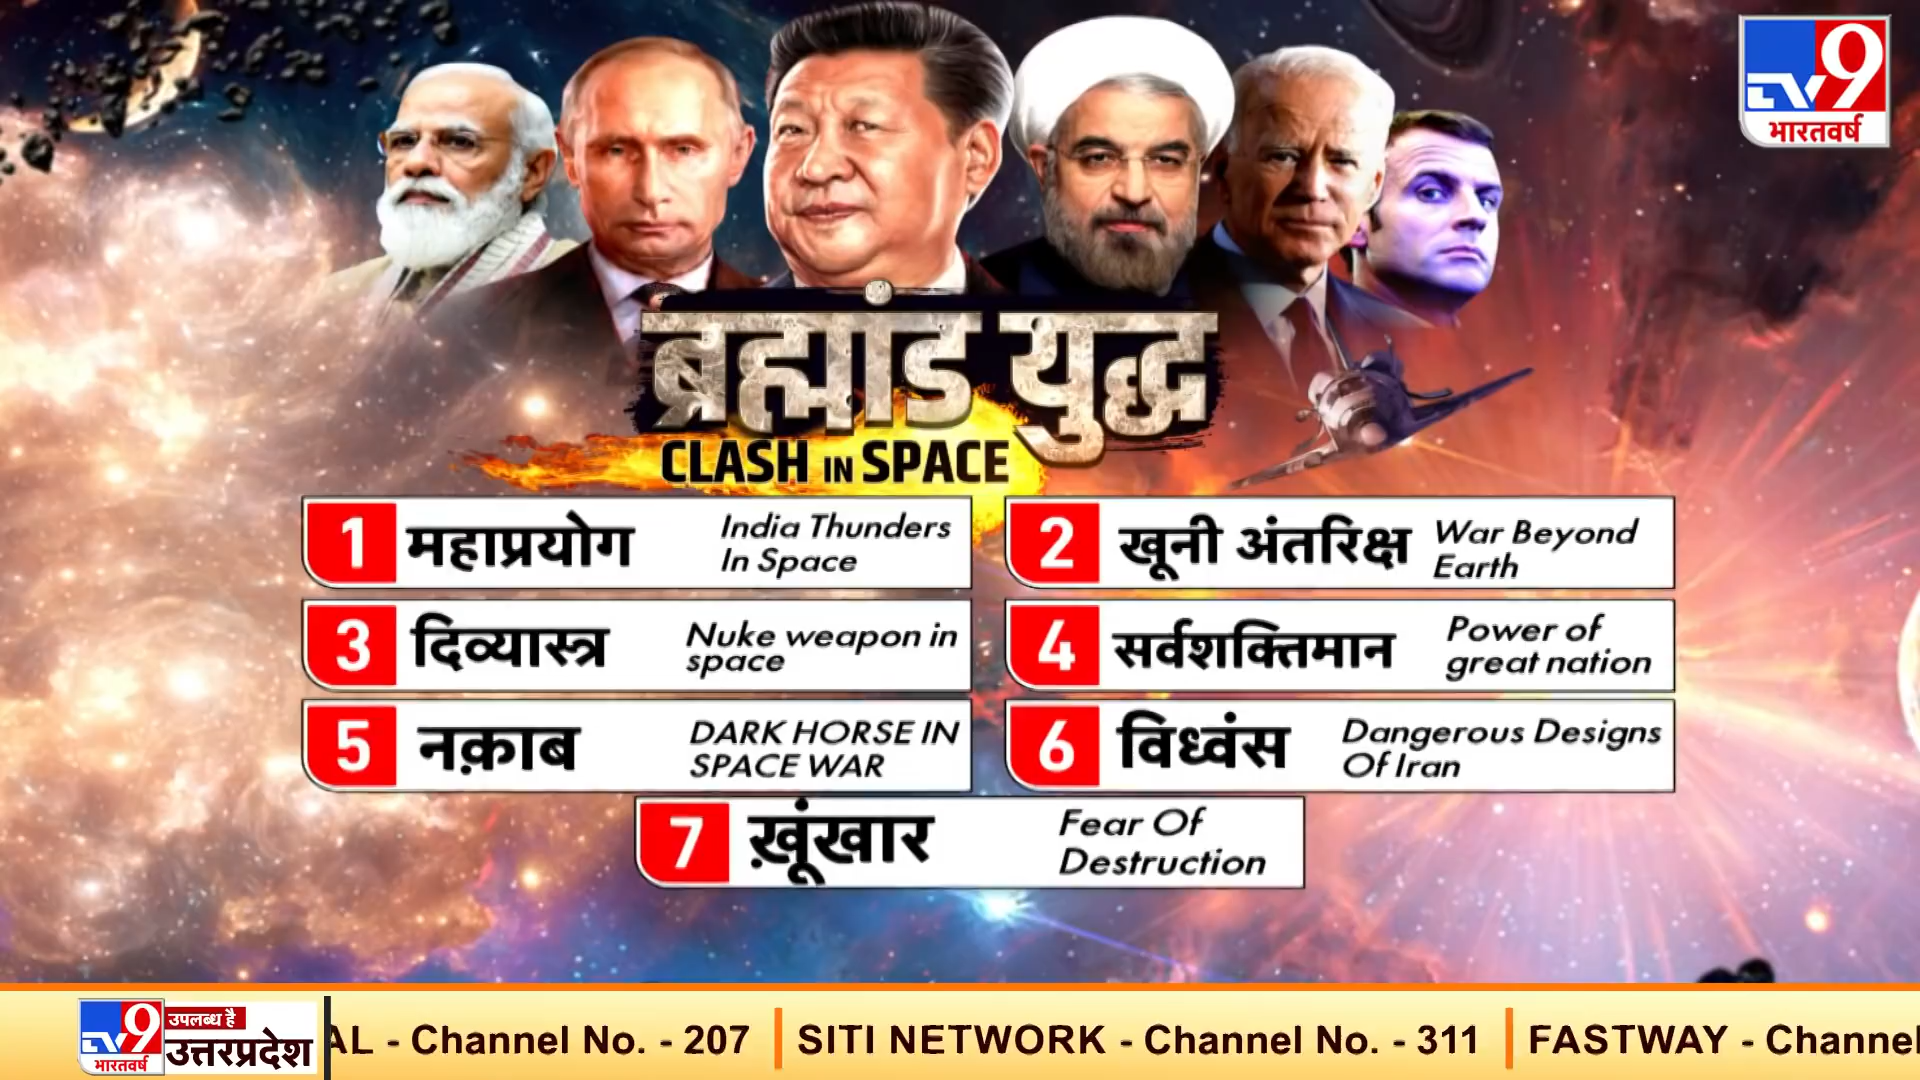 TV9
भारतवर्ष
ब्रह्मांड युद्ध
CLASH IN SPACE
1 महाप्रयोग
India Thunders
In Space
2 खूनी अंतरिक्ष
War Beyond
Earth
3 दिव्यास्त्र
Nuke weapon in
space
4 सर्वशक्तिमान
Power of
great nation
5 नक़ाब
DARK HORSE IN
SPACE WAR
6 विध्वंस
Dangerous Designs
Of Iran
7 ख़ूंखार
Fear Of
Destruction
TV9
भारतवर्ष
उपलब्ध है
उत्तरप्रदेश
AL - Channel No. - 207 | SITI NETWORK - Channel No. - 311 | FASTWAY - Channel